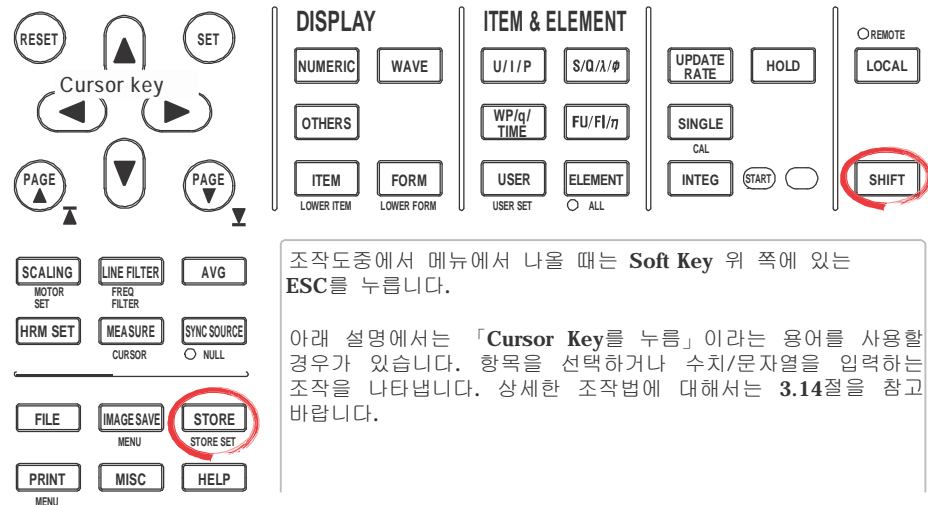 RESET
SET
Cursor key
PAGE
PAGE
DISPLAY
NUMERIC
WAVE
OTHERS
ITEM
FORM
LOWER ITEM
LOWER FORM
ITEM & ELEMENT
U / I / P
S/Q/λ/φ
WP/q/
TIME
FU/FI/η
USER
ELEMENT
USER SET
ALL
UPDATE
RATE
HOLD
SINGLE
CAL
INTEG
START
REMOTE
LOCAL
SHIFT
SCALING
LINE FILTER
AVG
MOTOR
SET
FREQ
FILTER
HRM SET
MEASURE
SYNC SOURCE
CURSOR
NULL
FILE
IMAGE SAVE
STORE
MENU
STORE SET
PRINT
MISC
HELP
MENU
조작도중에서 메뉴에서 나올 때는 Soft Key 위 쪽에 있는
ESC를 누릅니다.
아래 설명에서는 「Cursor Key를 누름」이라는 용어를 사용할
경우가 있습니다. 항목을 선택하거나 수치/문자열을 입력하는
조작을 나타냅니다. 상세한 조작법에 대해서는 3.14절을 참고
바랍니다.